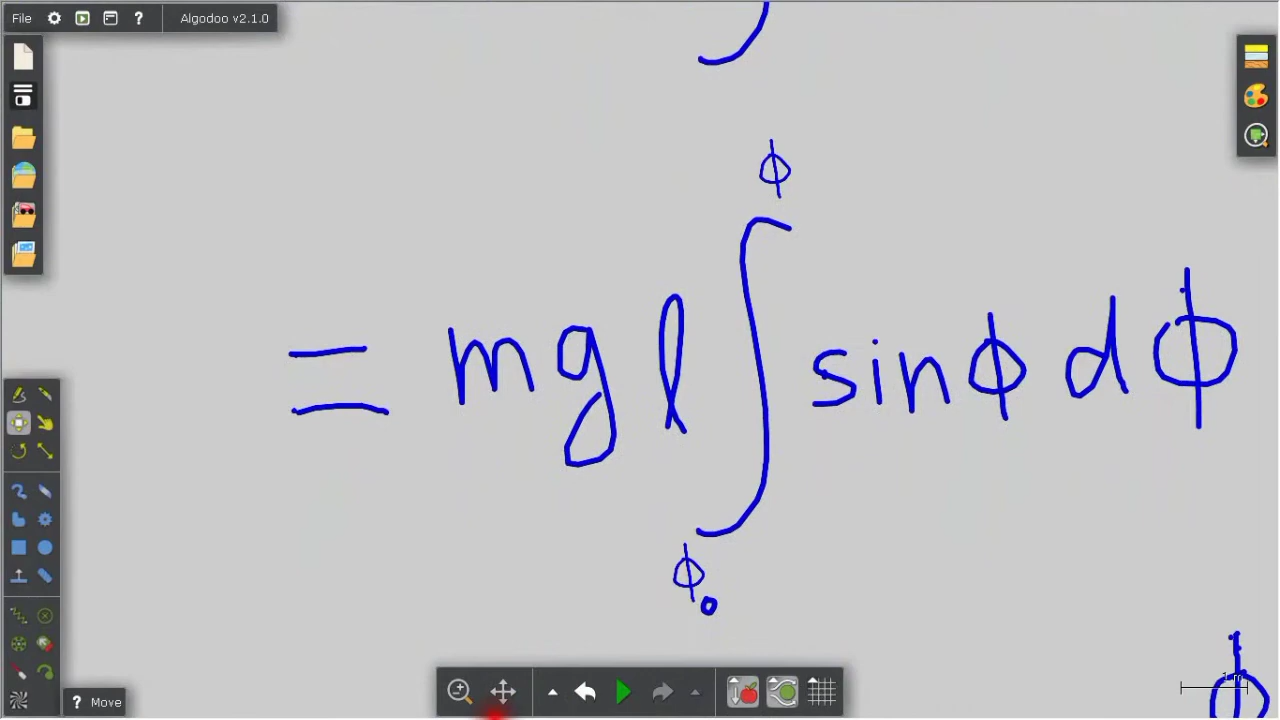 File ? Algodoo v2.1.0
ϕ
= mgl ∫ sinϕ dϕ
ϕ₀
ϕ
? Move